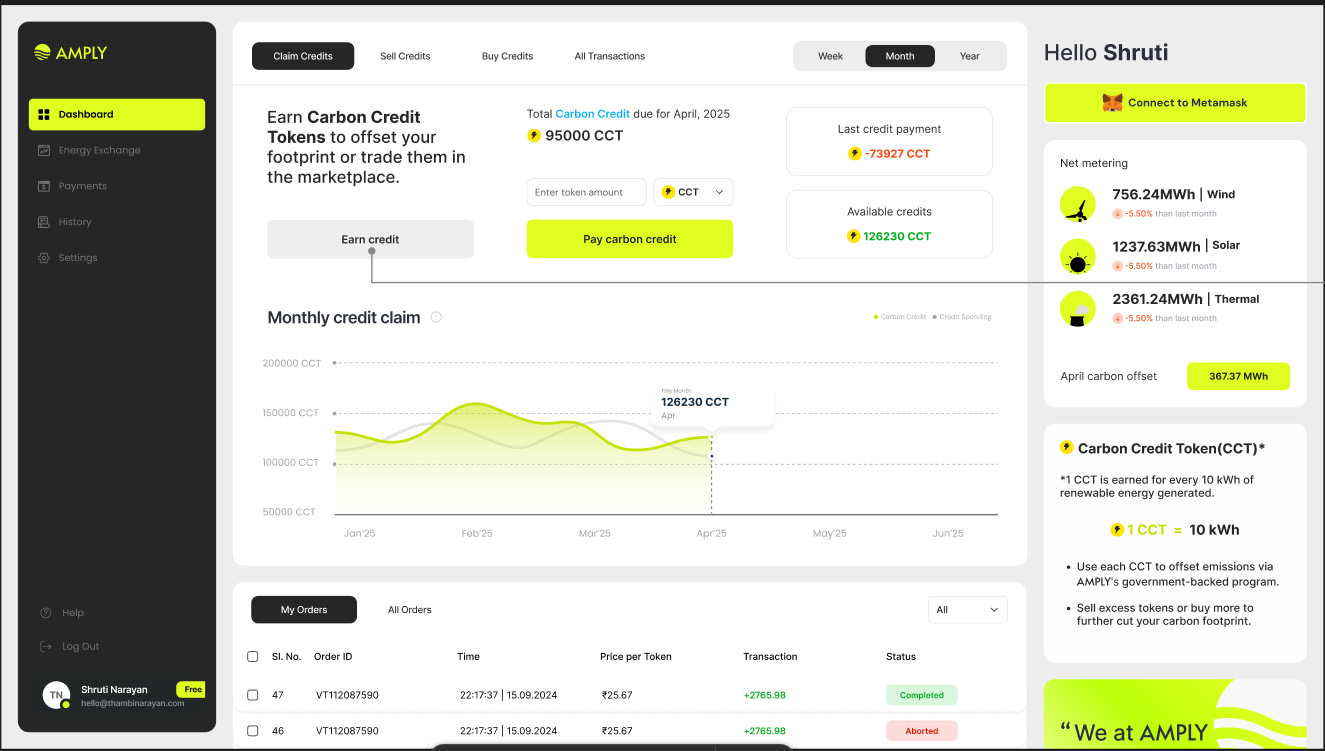 AMPLY
Dashboard
Energy Exchange
Payments
History
Settings
Help
Log Out
TN
Shruti Narayan
Free
hello@thambinarayan.com
Claim Credits
Sell Credits
Buy Credits
All Transactions
Week
Month
Year
Earn Carbon Credit
Tokens to offset your
footprint or trade them in
the marketplace.
Earn credit
Total Carbon Credit due for April, 2025
95000 CCT
Enter token amount
CCT
Pay carbon credit
Last credit payment
-73927 CCT
Available credits
126230 CCT
Monthly credit claim
Carbon Credit
Credit Spending
200000 CCT
150000 CCT
100000 CCT
50000 CCT
This Month
126230 CCT
Apr
Jan'25
Feb'25
Mar'25
Apr'25
May'25
Jun'25
My Orders
All Orders
All
Sl. No. Order ID Time Price per Token Transaction Status
47 VT112087590 22:17:37 | 15.09.2024 ₹25.67 +2765.98 Completed
46 VT112087590 22:17:37 | 15.09.2024 ₹25.67 +2765.98 Aborted
Hello Shruti
Connect to Metamask
Net metering
756.24MWh | Wind
-5.50% than last month
1237.63MWh | Solar
-5.50% than last month
2361.24MWh | Thermal
-5.50% than last month
April carbon offset
367.37 MWh
Carbon Credit Token(CCT)*
*1 CCT is earned for every 10 kWh of
renewable energy generated.
1 CCT = 10 kWh
• Use each CCT to offset emissions via
AMPLY's government-backed program.
• Sell excess tokens or buy more to
further cut your carbon footprint.
“We at AMPLY